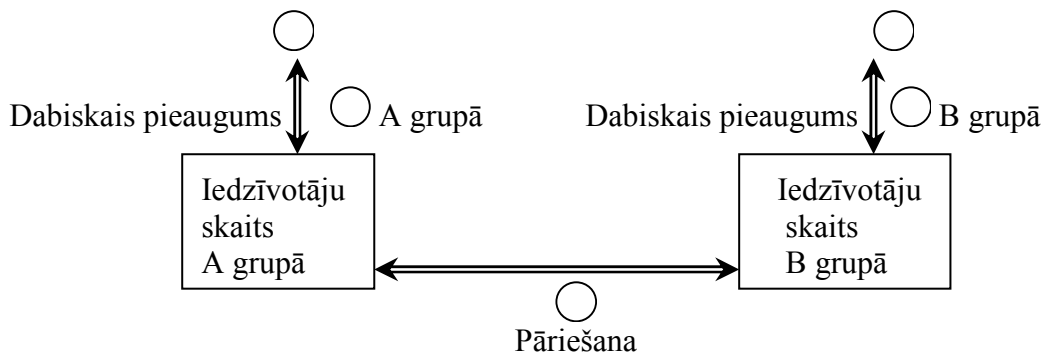 Dabiskais pieaugums A grupā
Dabiskais pieaugums B grupā
Iedzīvotāju
skaits
A grupā
Iedzīvotāju
skaits
B grupā
Pāriešana